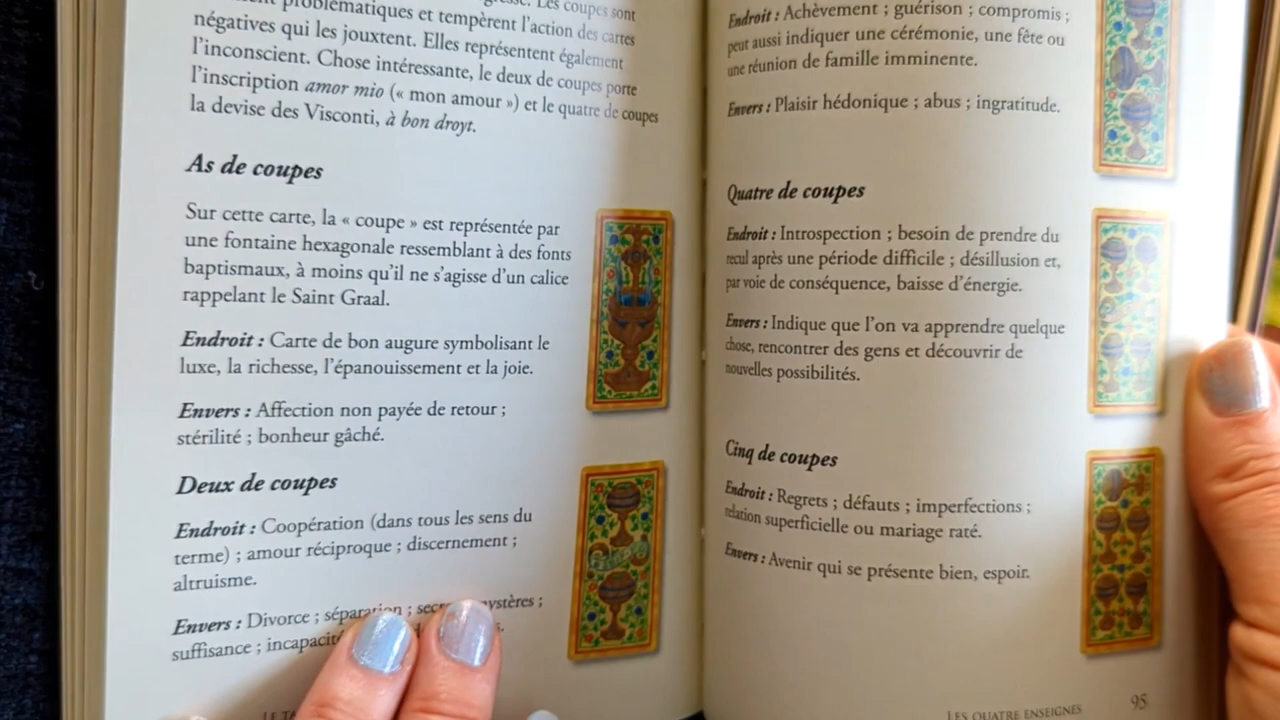 problématiques et tempèrent l'action des cartes
négatives qui les jouxtent. Elles représentent également
l'inconscient. Chose intéressante, le deux de coupes porte
l'inscription amor mio (« mon amour ») et le quatre de coupes
la devise des Visconti, à bon droyt.
As de coupes
Sur cette carte, la « coupe » est représentée par
une fontaine hexagonale ressemblant à des fonts
baptismaux, à moins qu'il ne s'agisse d'un calice
rappelant le Saint Graal.
Endroit : Carte de bon augure symbolisant le
luxe, la richesse, l'épanouissement et la joie.
Envers : Affection non payée de retour ;
stérilité ; bonheur gâché.
Deux de coupes
Endroit : Coopération (dans tous les sens du
terme) ; amour réciproque ; discernement ;
altruisme.
Envers : Divorce ; séparation ;
suffisance ;
Endroit : Achèvement ; guérison ; compromis ;
peut aussi indiquer une cérémonie, une fête ou
une réunion de famille imminente.
Envers : Plaisir hédonique ; abus ; ingratitude.
Quatre de coupes
Endroit : Introspection ; besoin de prendre du
recul après une période difficile ; désillusion et,
par voie de conséquence, baisse d'énergie.
Envers : Indique que l'on va apprendre quelque
chose, rencontrer des gens et découvrir de
nouvelles possibilités.
Cinq de coupes
Endroit : Regrets ; défauts ; imperfections ;
relation superficielle ou mariage raté.
Envers : Avenir qui se présente bien, espoir.
LES QUATRE ENSEIGNES 95